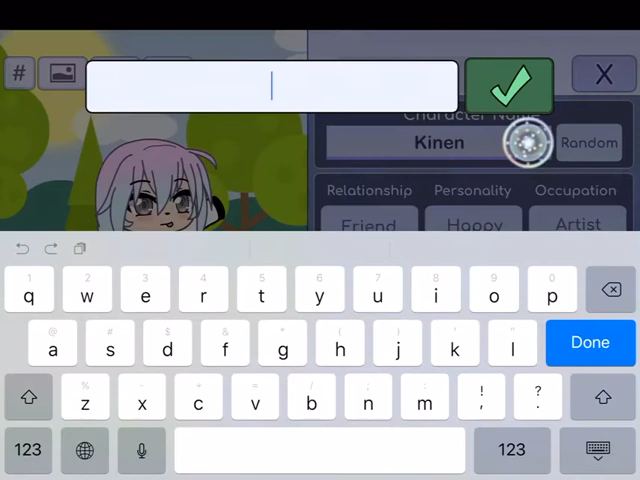 #
X
Character Name
Kinen
Random
Relationship Personality Occupation
Friend Happy Artist
1 2 3 4 5 6 7 8 9 0
q w e r t y u i o p
@ # $ & * ( ) ' "
a s d f g h j k l Done
% - + = / ; : ! ?
z x c v b n m , .
123 123